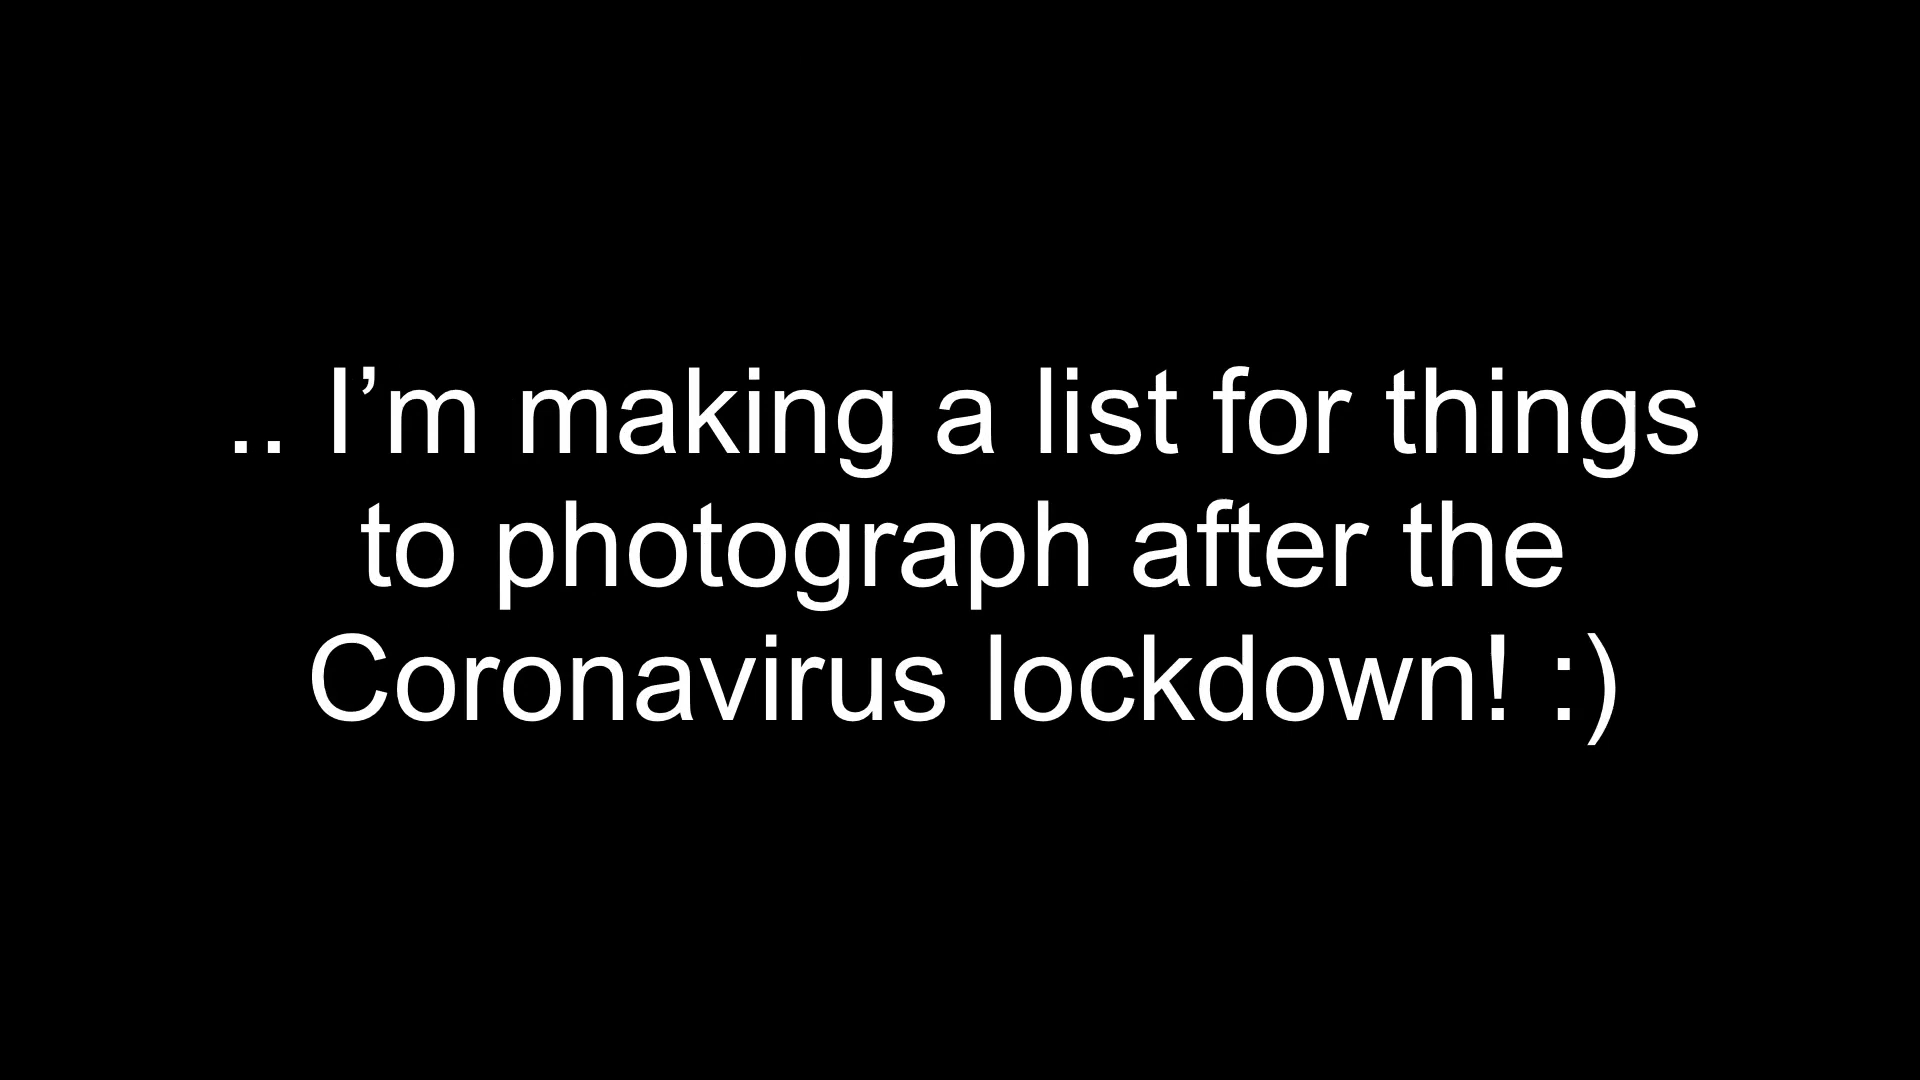 .. I’m making a list for things
to photograph after the
Coronavirus lockdown! :)